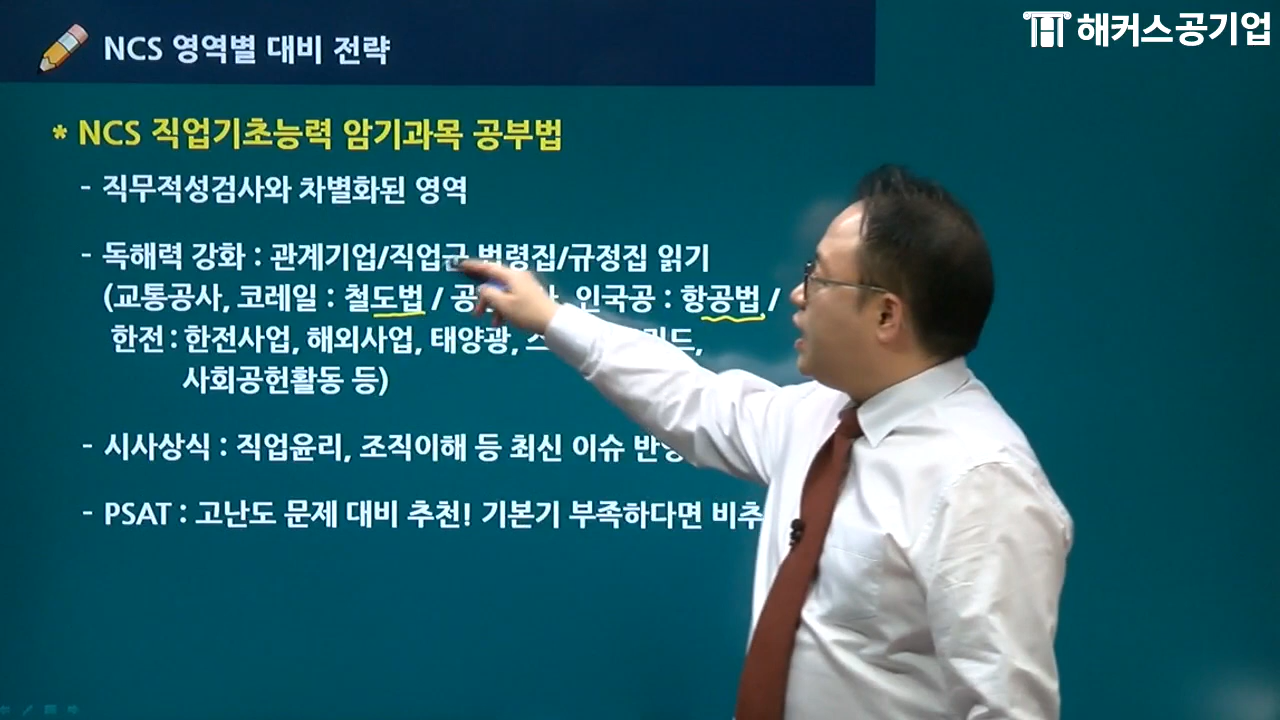 해커스공기업
NCS 영역별 대비 전략
* NCS 직업기초능력 암기과목 공부법
- 직무적성검사와 차별화된 영역
- 독해력 강화 : 관계기업/직업군 법령집/규정집 읽기
(교통공사, 코레일 : 철도법 / 인국공 : 항공법 /
한전 : 한전사업, 해외사업, 태양광,
사회공헌활동 등)
- 시사상식 : 직업윤리, 조직이해 등 최신 이슈
- PSAT : 고난도 문제 대비 추천! 기본기 부족하다면